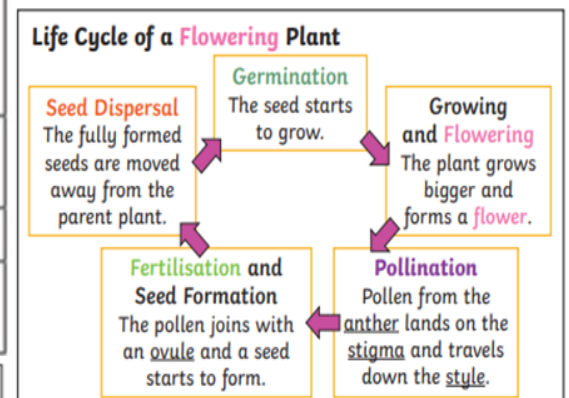 Life Cycle of a Flowering Plant
Germination
The seed starts
to grow.
Growing
and Flowering
The plant grows
bigger and
forms a flower.
Pollination
Pollen from the
anther lands on the
stigma and travels
down the style.
Fertilisation and
Seed Formation
The pollen joins with
an ovule and a seed
starts to form.
Seed Dispersal
The fully formed
seeds are moved
away from the
parent plant.